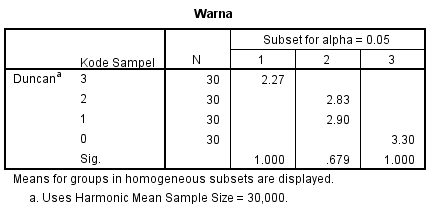 Warna
Subset for alpha = 0.05
Kode Sampel N 1 2 3
Duncanᵃ 3 30 2.27
2 30 2.83
1 30 2.90
0 30 3.30
Sig. 1.000 .679 1.000
Means for groups in homogeneous subsets are displayed.
a. Uses Harmonic Mean Sample Size = 30,000.